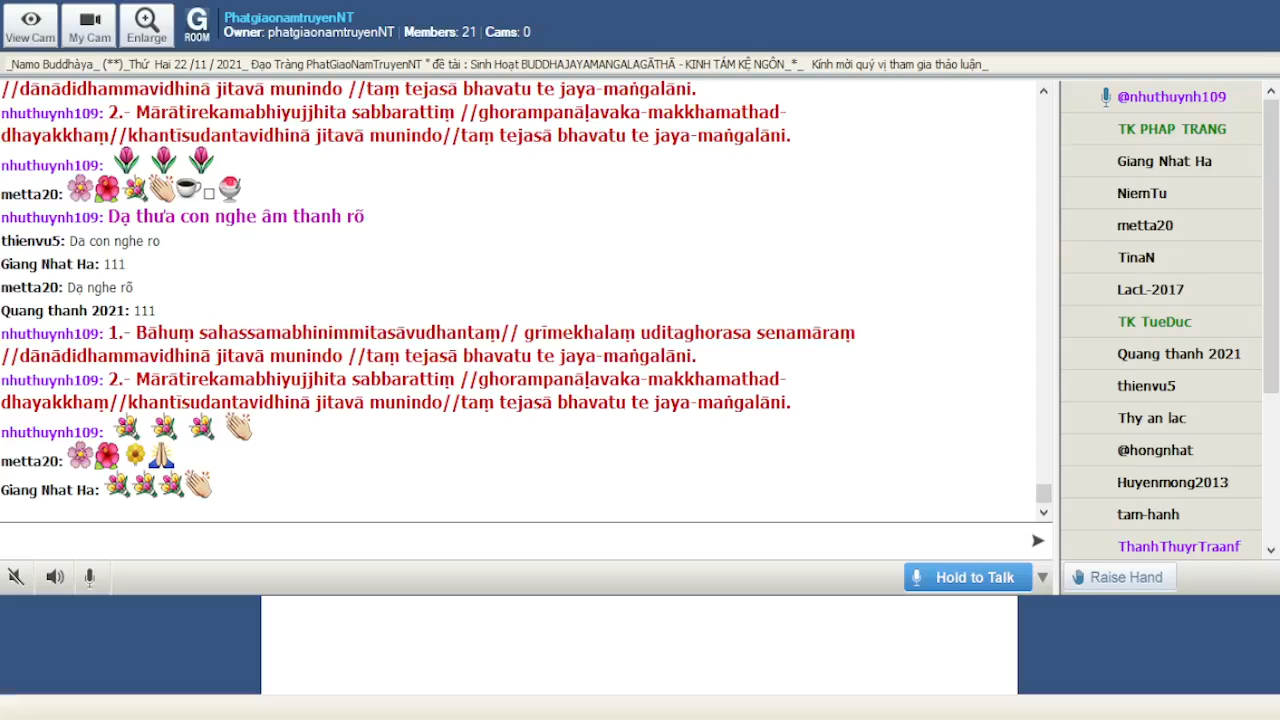 View Cam
My Cam
Enlarge
G
ROOM
PhatgiaonamtruyenNT
Owner: phatgiaonamtruyenNT | Members: 21 | Cams: 0
_Namo Buddhàya_ (**)_Thứ Hai 22 /11 / 2021_ Đạo Tràng PhatGiaoNamTruyenNT " đề tài : Sinh Hoạt BUDDHAJAYAMANGALAGĀTHĀ - KINH TÁM KỆ NGÔN_*_ Kính mời quý vị tham gia thảo luận_
//dānādidhammavidhinā jitavā munindo //taṃ tejasā bhavatu te jaya-maṅgalāni.
nhuthuynh109: 2.- Mārātirekamabhiyujjhita sabbarattiṃ //ghorampanāḷavaka-makkhamathad-
dhayakkhaṃ//khantīsudantavidhinā jitavā munindo//taṃ tejasā bhavatu te jaya-maṅgalāni.
nhuthuynh109:
metta20:
nhuthuynh109: Dạ thưa con nghe âm thanh rõ
thienvu5: Da con nghe ro
Giang Nhat Ha: 111
metta20: Dạ nghe rõ
Quang thanh 2021: 111
nhuthuynh109: 1.- Bāhuṃ sahassamabhinimmitasāvudhantaṃ// grīmekhalaṃ uditaghorasa senamāraṃ
//dānādidhammavidhinā jitavā munindo //taṃ tejasā bhavatu te jaya-maṅgalāni.
nhuthuynh109: 2.- Mārātirekamabhiyujjhita sabbarattiṃ //ghorampanāḷavaka-makkhamathad-
dhayakkhaṃ//khantīsudantavidhinā jitavā munindo//taṃ tejasā bhavatu te jaya-maṅgalāni.
nhuthuynh109:
metta20:
Giang Nhat Ha:
@nhuthuynh109
TK PHAP TRANG
Giang Nhat Ha
NiemTu
metta20
TinaN
LacL-2017
TK TueDuc
Quang thanh 2021
thienvu5
Thy an lac
@hongnhat
Huyenmong2013
tam-hanh
ThanhThuyrTraanf
Hold to Talk
Raise Hand